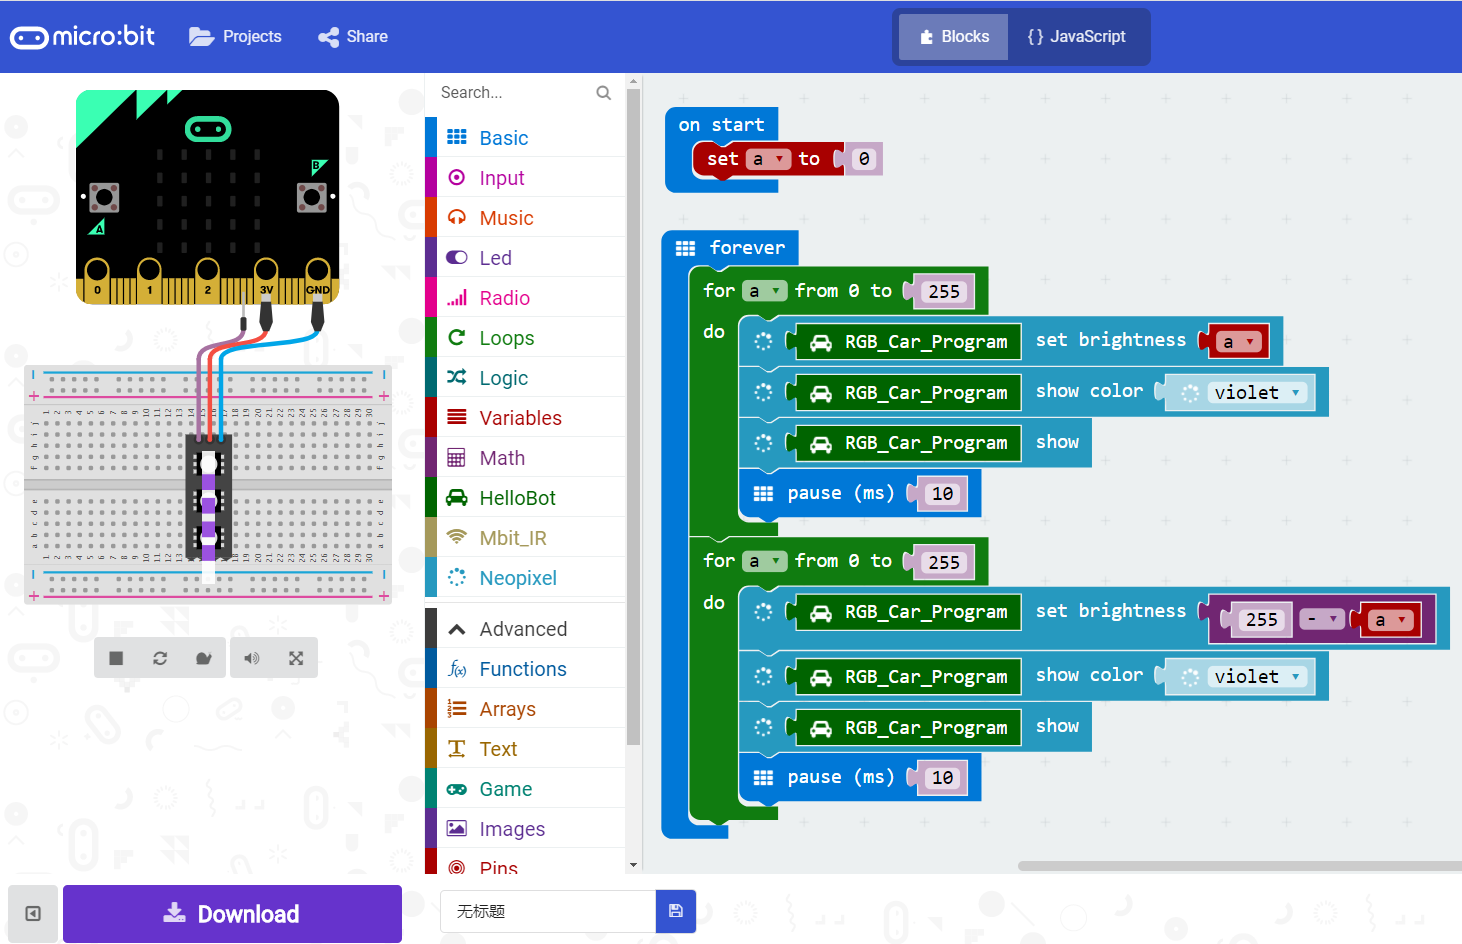 micro:bit
Projects
Share
Blocks
{ } JavaScript
Search...
Basic
Input
Music
Led
Radio
Loops
Logic
Variables
Math
HelloBot
Mbit_IR
Neopixel
Advanced
Functions
Arrays
Text
Game
Images
Pins
A
B
0 1 2 3V GND
on start
set a to 0
forever
for a from 0 to 255
do
RGB_Car_Program set brightness a
RGB_Car_Program show color violet
RGB_Car_Program show
pause (ms) 10
for a from 0 to 255
do
RGB_Car_Program set brightness 255 - a
RGB_Car_Program show color violet
RGB_Car_Program show
pause (ms) 10
Download
无标题